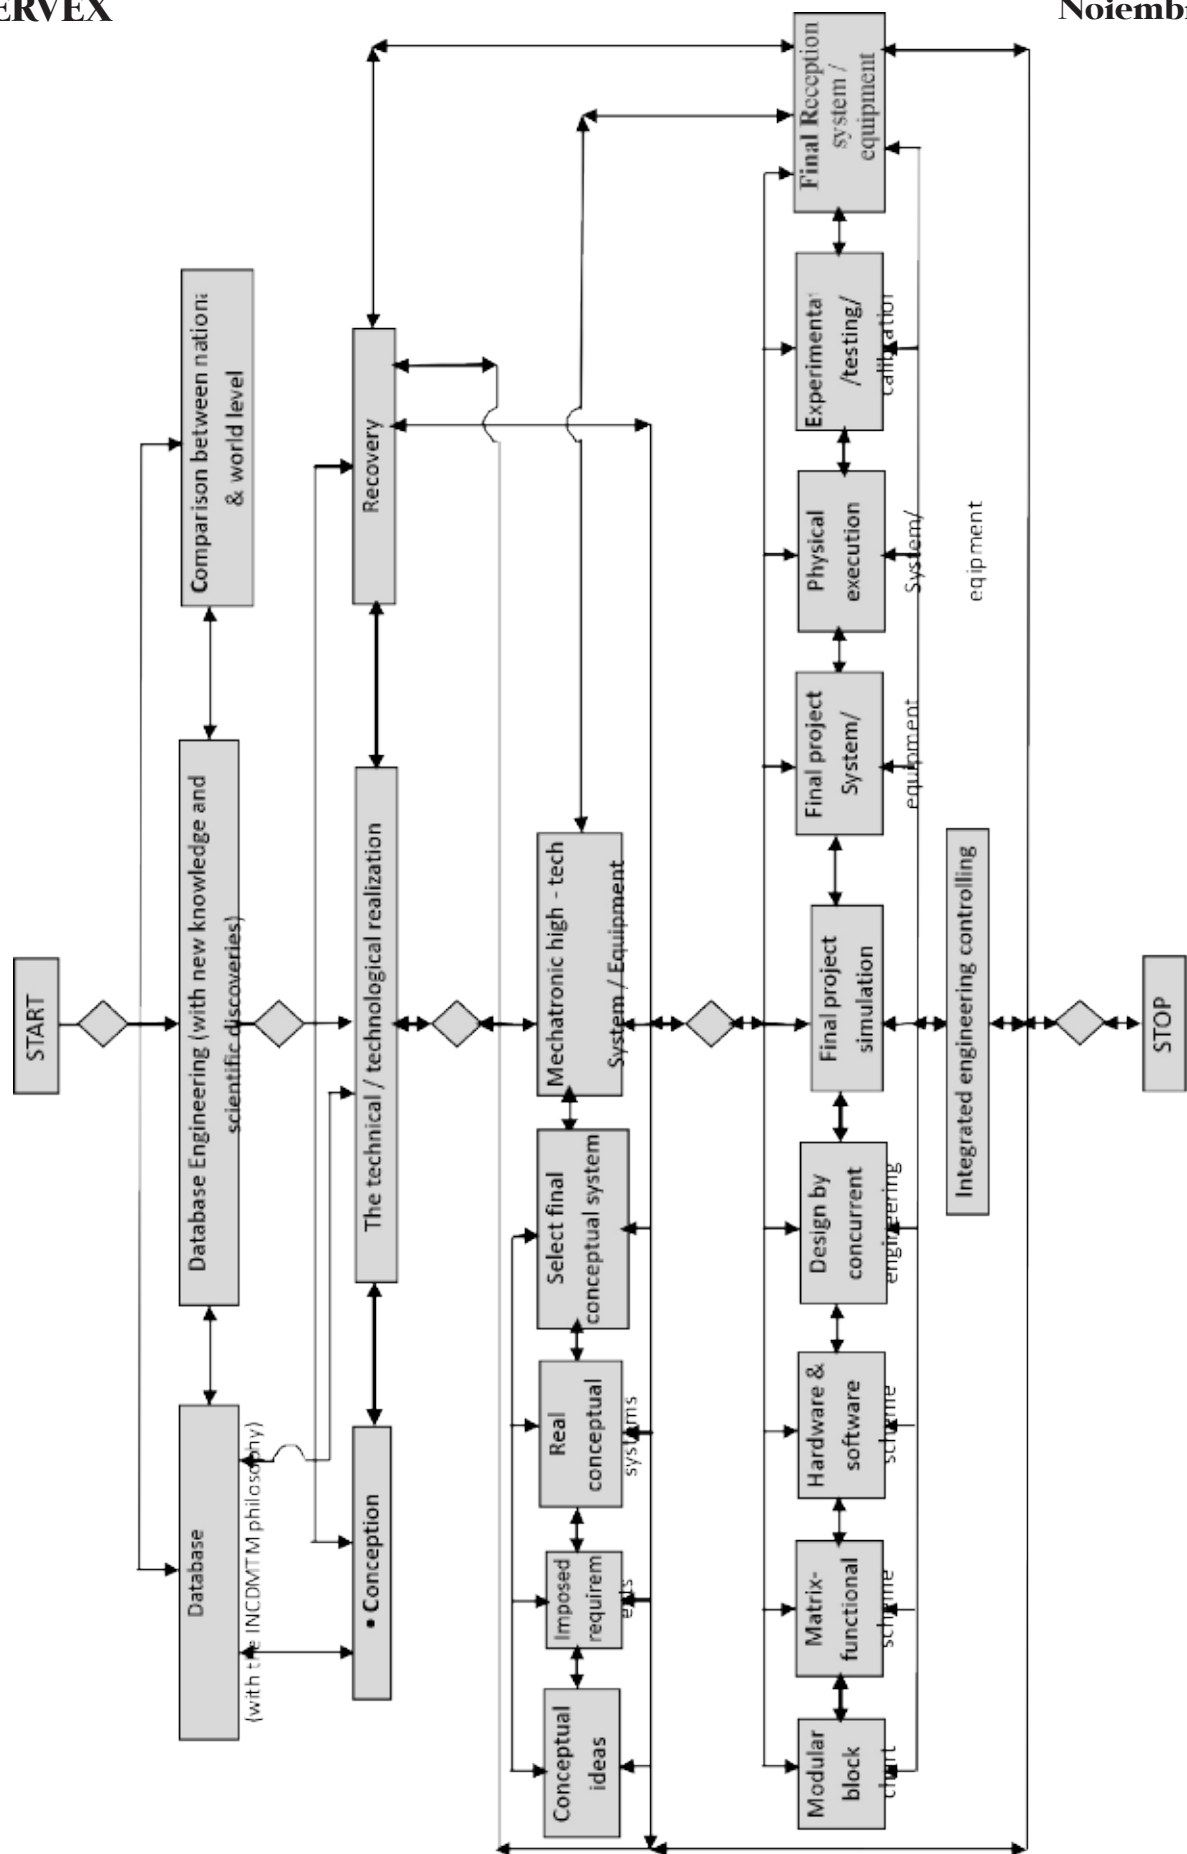 ERVEX
Noiembri
START
Database
(with the INCDMTM philosophy)
Database Engineering (with new knowledge and
scientific discoveries)
Comparison between nationa
& world level
• Conception
The technical / technological realization
Recovery
Conceptual
ideas
Imposed
requirem
ents
Real
conceptual
systems
Select final
conceptual system
Mechatronic high - tech
System / Equipment
Modular
block
Matrix-
functional
scheme
Hardware &
software
scheme
Design by
concurrent
engineering
Final project
simulation
Final project
System/
equipment
Physical
execution
System/
eqipment
Experimenta
/testing/
calibration
Final Reception
system /
equipment
Integrated engineering controlling
STOP